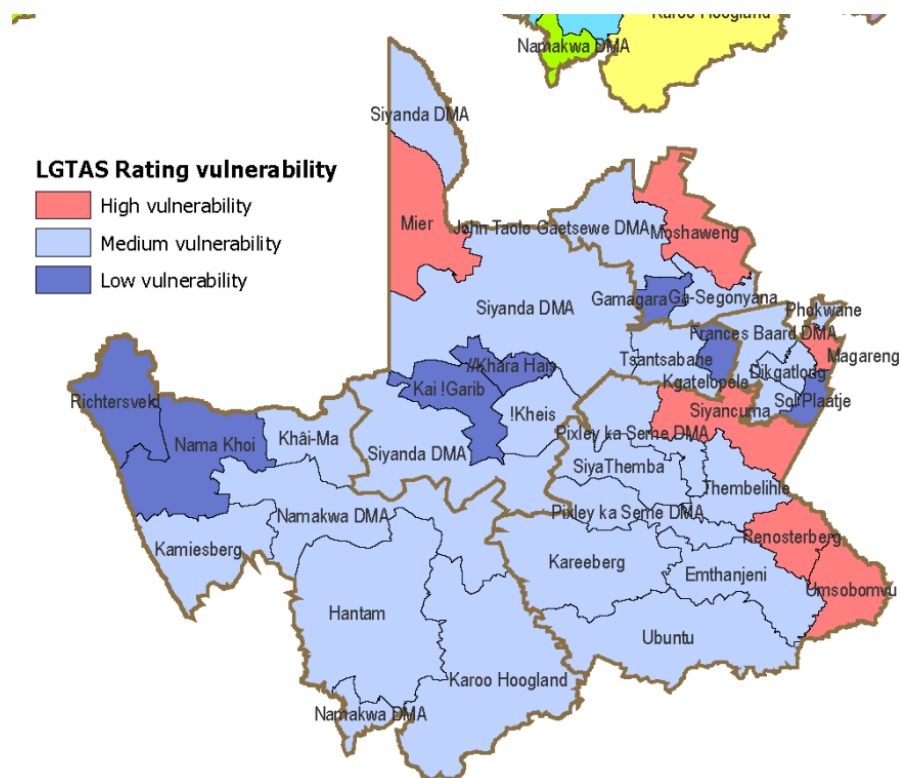 Karoo Hoogland
Namakwa DMA
Siyanda DMA
LGTAS Rating vulnerability
High vulnerability
Medium vulnerability
Low vulnerability
Mier
John Taolo Gaetsewe DMA
Moshaweng
Siyanda DMA
Gamagara
Ga-Segonyana
Phokwane
Frances Baard DMA
Magareng
Tsantsabane
//Khara Hais
Dikgatlong
Kgatelopele
Kai !Garib
Richtersveld
Sol Plaatje
!Kheis
Siyancuma
Nama Khoi
Khâi-Ma
Pixley ka Seme DMA
Siyanda DMA
SiyaThemba
Thembelihle
Namakwa DMA
Pixley ka Seme DMA
Renosterberg
Kamiesberg
Kareeberg
Emthanjeni
Umsobomvu
Hantam
Ubuntu
Karoo Hoogland
Namakwa DMA